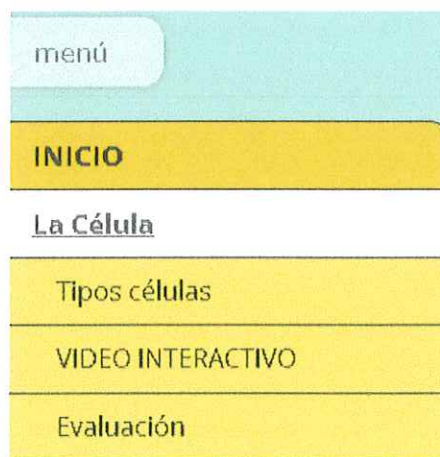 menú
INICIO
La Célula
Tipos células
VIDEO INTERACTIVO
Evaluación